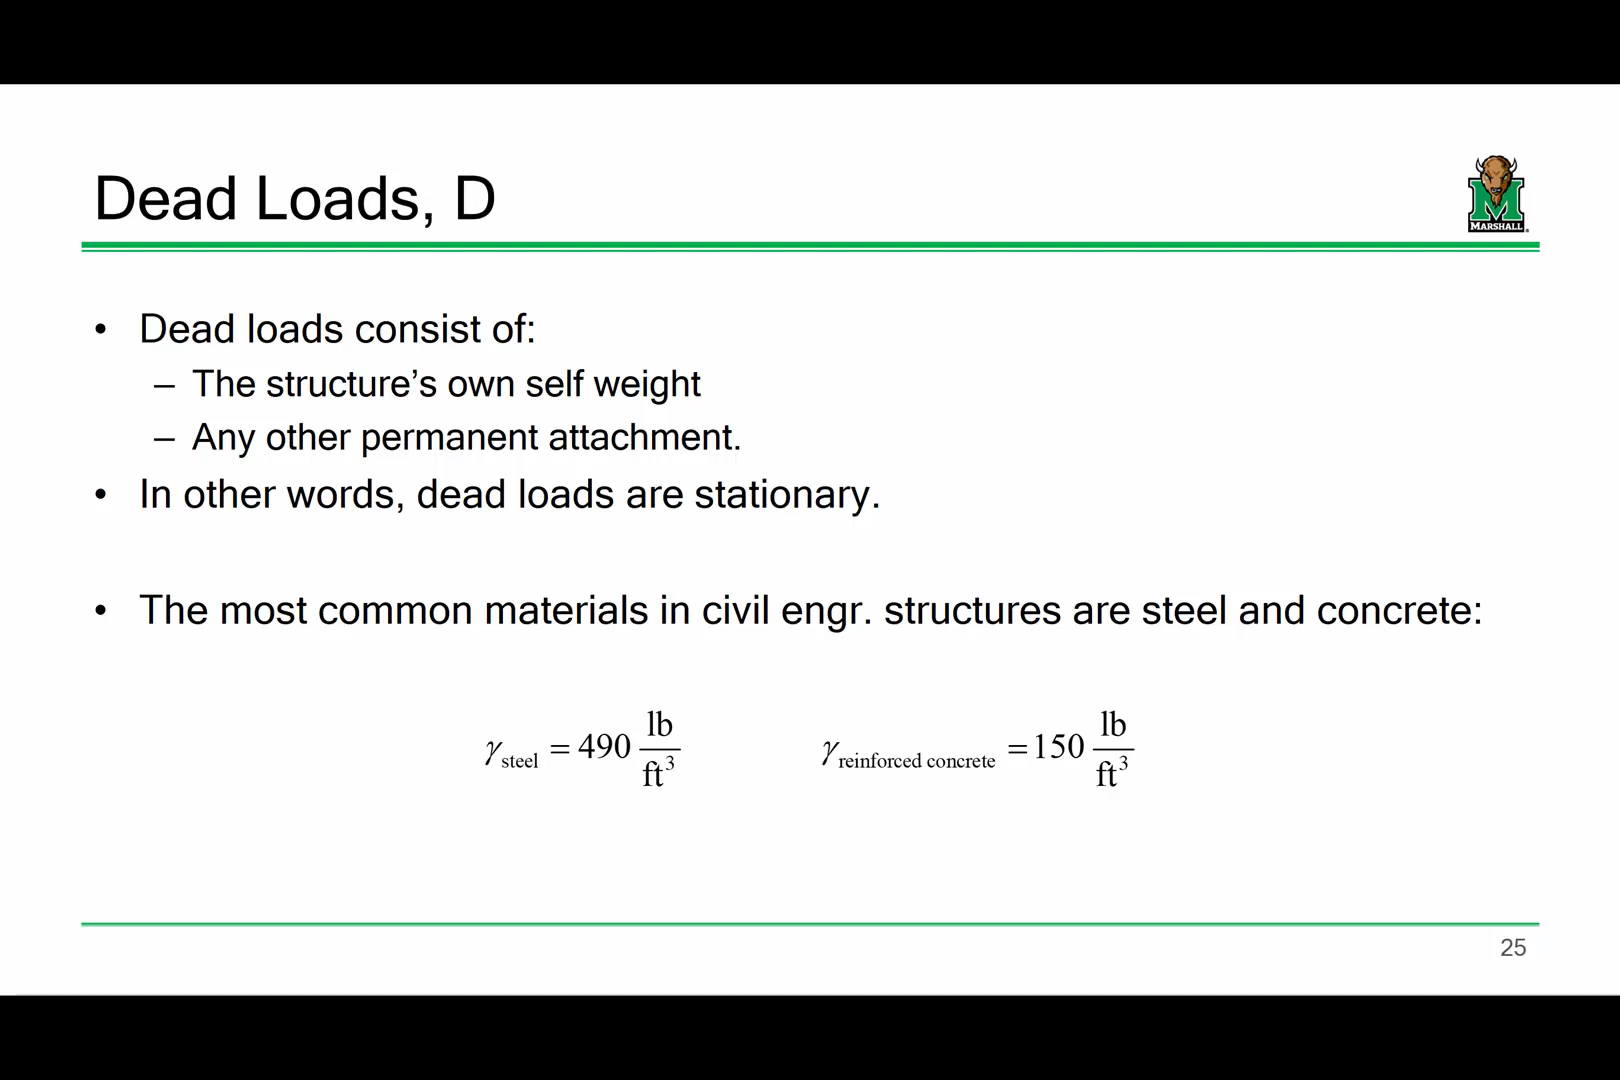 Dead Loads, D
MARSHALL®
• Dead loads consist of:
– The structure’s own self weight
– Any other permanent attachment.
• In other words, dead loads are stationary.
• The most common materials in civil engr. structures are steel and concrete:
γ steel = 490 lb/ft³ γ reinforced concrete = 150 lb/ft³
25